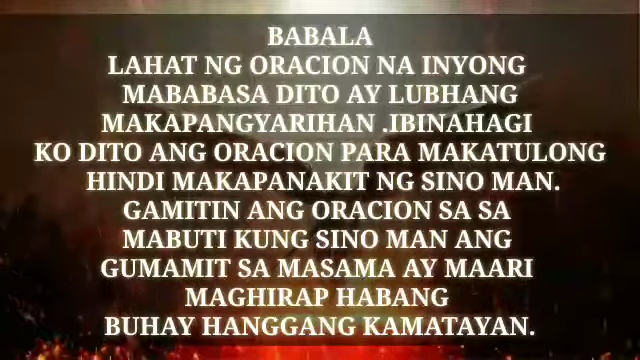 BABALA
LAHAT NG ORACION NA INYONG
MABABASA DITO AY LUBHANG
MAKAPANGYARIHAN .IBINAHAGI
KO DITO ANG ORACION PARA MAKATULONG
HINDI MAKAPANAKIT NG SINO MAN.
GAMITIN ANG ORACION SA SA
MABUTI KUNG SINO MAN ANG
GUMAMIT SA MASAMA AY MAARI
MAGHIRAP HABANG
BUHAY HANGGANG KAMATAYAN.